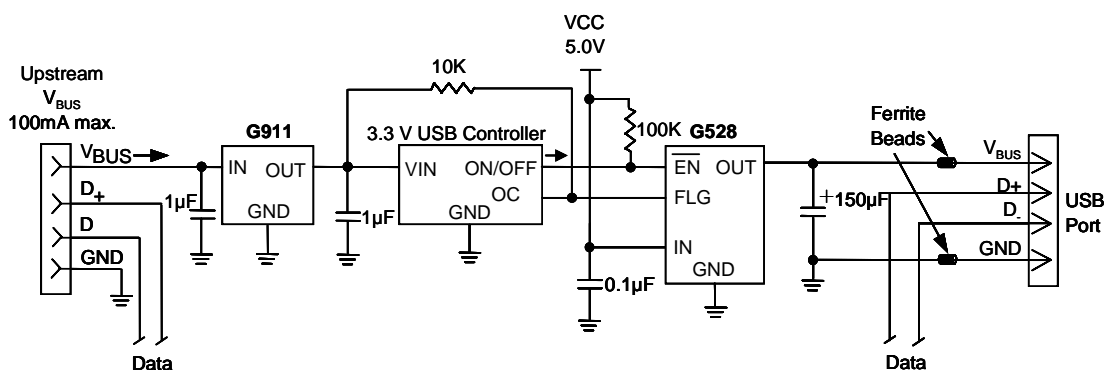 VCC
5.0V
Upstream
VBUS
100mA max.
10K
G911
3.3 V USB Controller
100K
G528
Ferrite
Beads
VBUS
IN
OUT
GND
1µF
1µF
VIN
ON/OFF
OC
GND
EN
OUT
FLG
IN
GND
0.1µF
+150µF
VBUS
D+
D-
GND
USB
Port
D+
D
GND
Data
Data